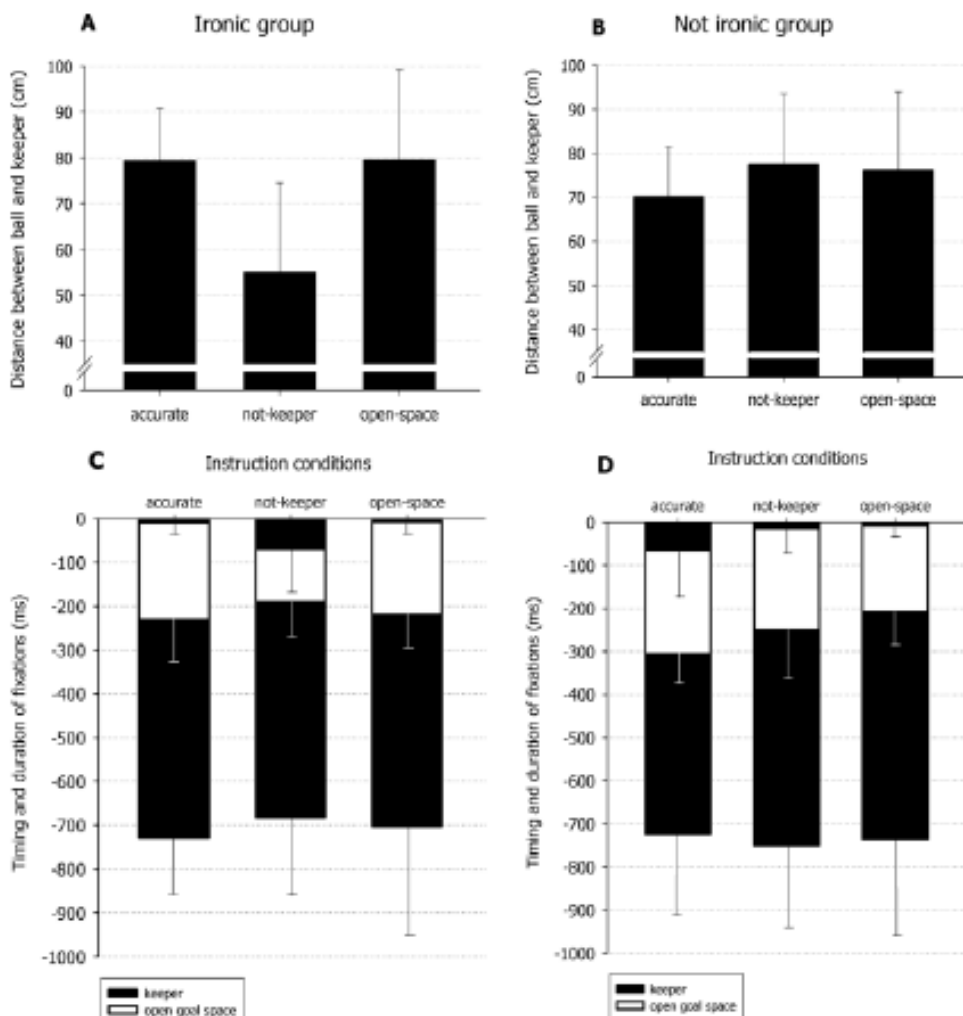 A
Ironic group
Distance between ball and keeper (cm)
100
90
80
70
60
50
40
0
accurate not-keeper open-space
B
Not ironic group
Distance between ball and keeper (cm)
100
90
80
70
60
50
40
0
accurate not-keeper open-space
C
Instruction conditions
accurate not-keeper open-space
Timing and duration of fixations (ms)
0
-100
-200
-300
-400
-500
-600
-700
-800
-900
-1000
keeper
open goal space
D
Instruction conditions
accurate not-keeper open-space
Timing and duration of fixations (ms)
0
-100
-200
-300
-400
-500
-600
-700
-800
-900
-1000
keeper
open goal space